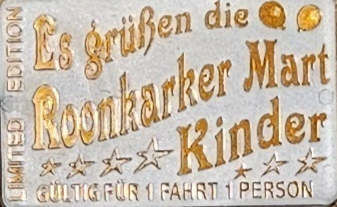 LIMITED EDITION
Es grüßen die
Roonkarker Mart
Kinder
GÜLTIG FÜR 1 FAHRT 1 PERSON